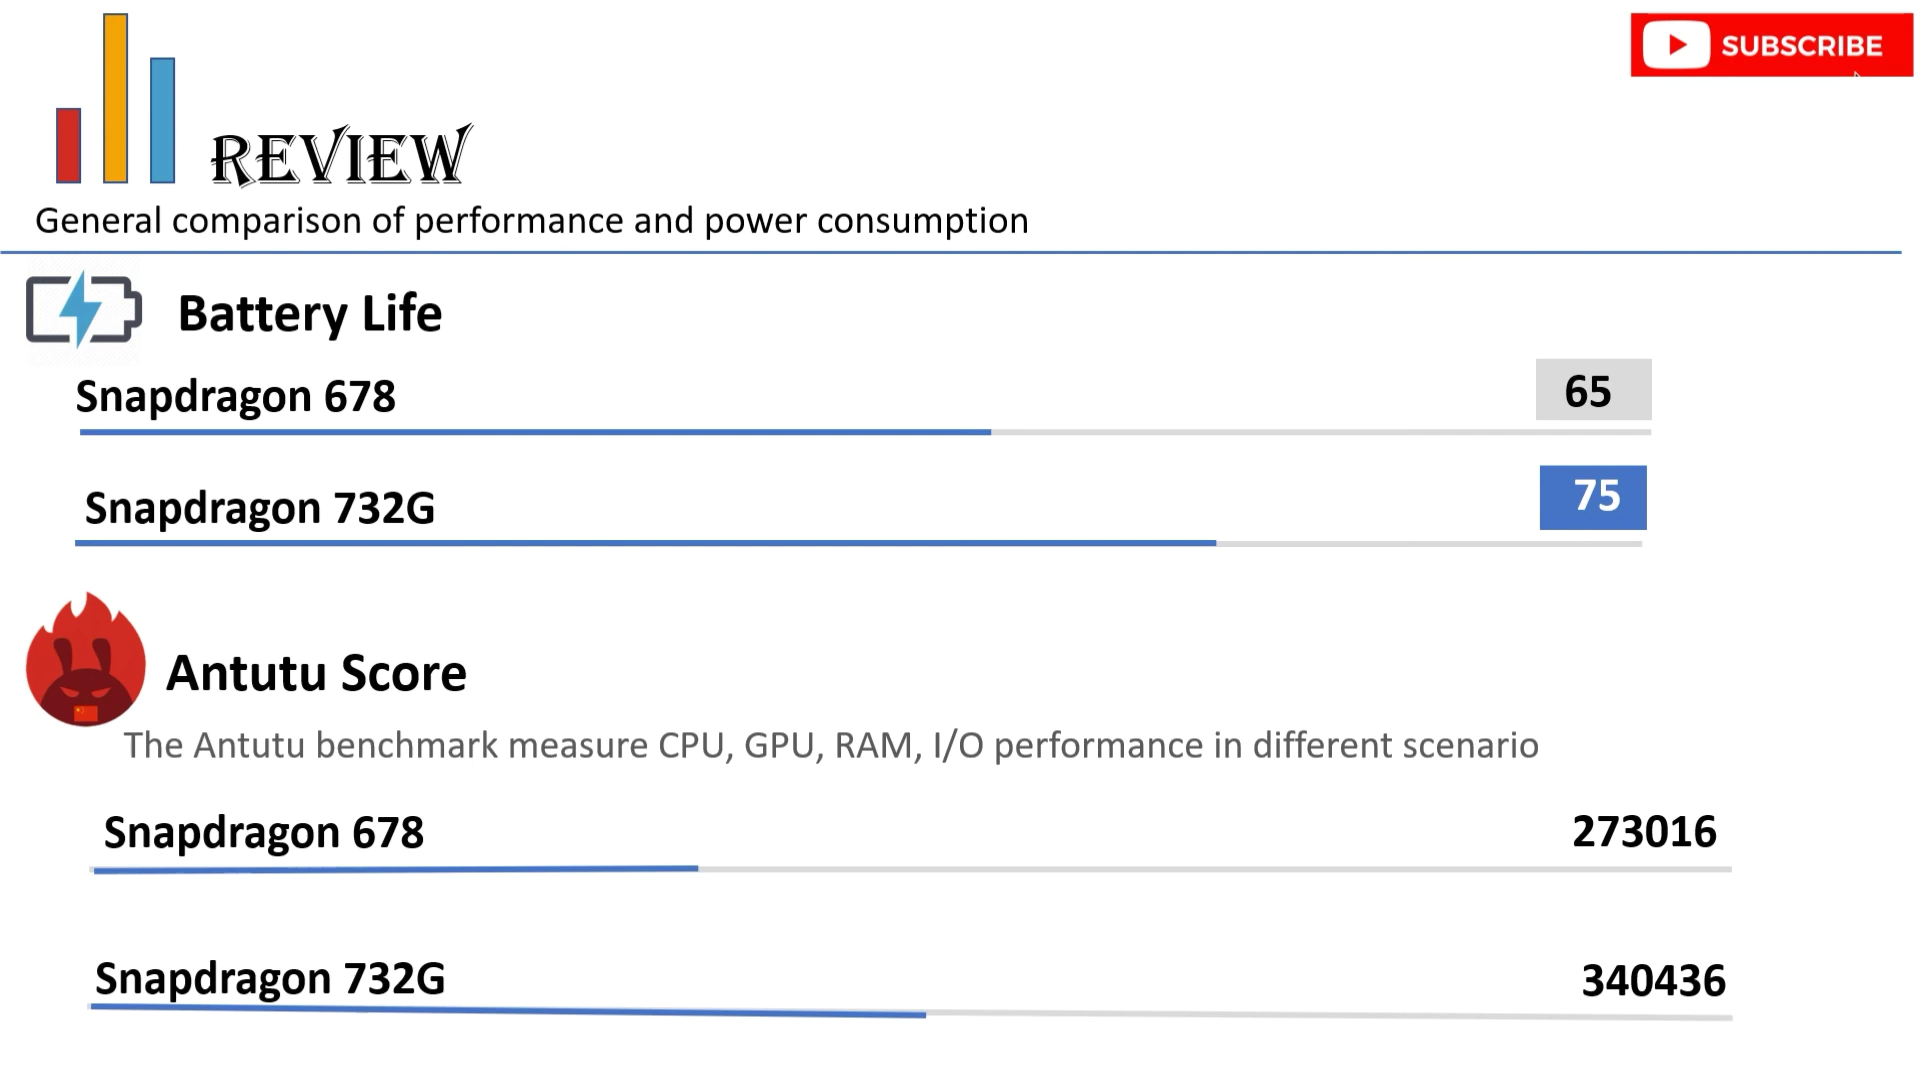 SUBSCRIBE
REVIEW
General comparison of performance and power consumption
Battery Life
Snapdragon 678 65
Snapdragon 732G 75
Antutu Score
The Antutu benchmark measure CPU, GPU, RAM, I/O performance in different scenario
Snapdragon 678 273016
Snapdragon 732G 340436